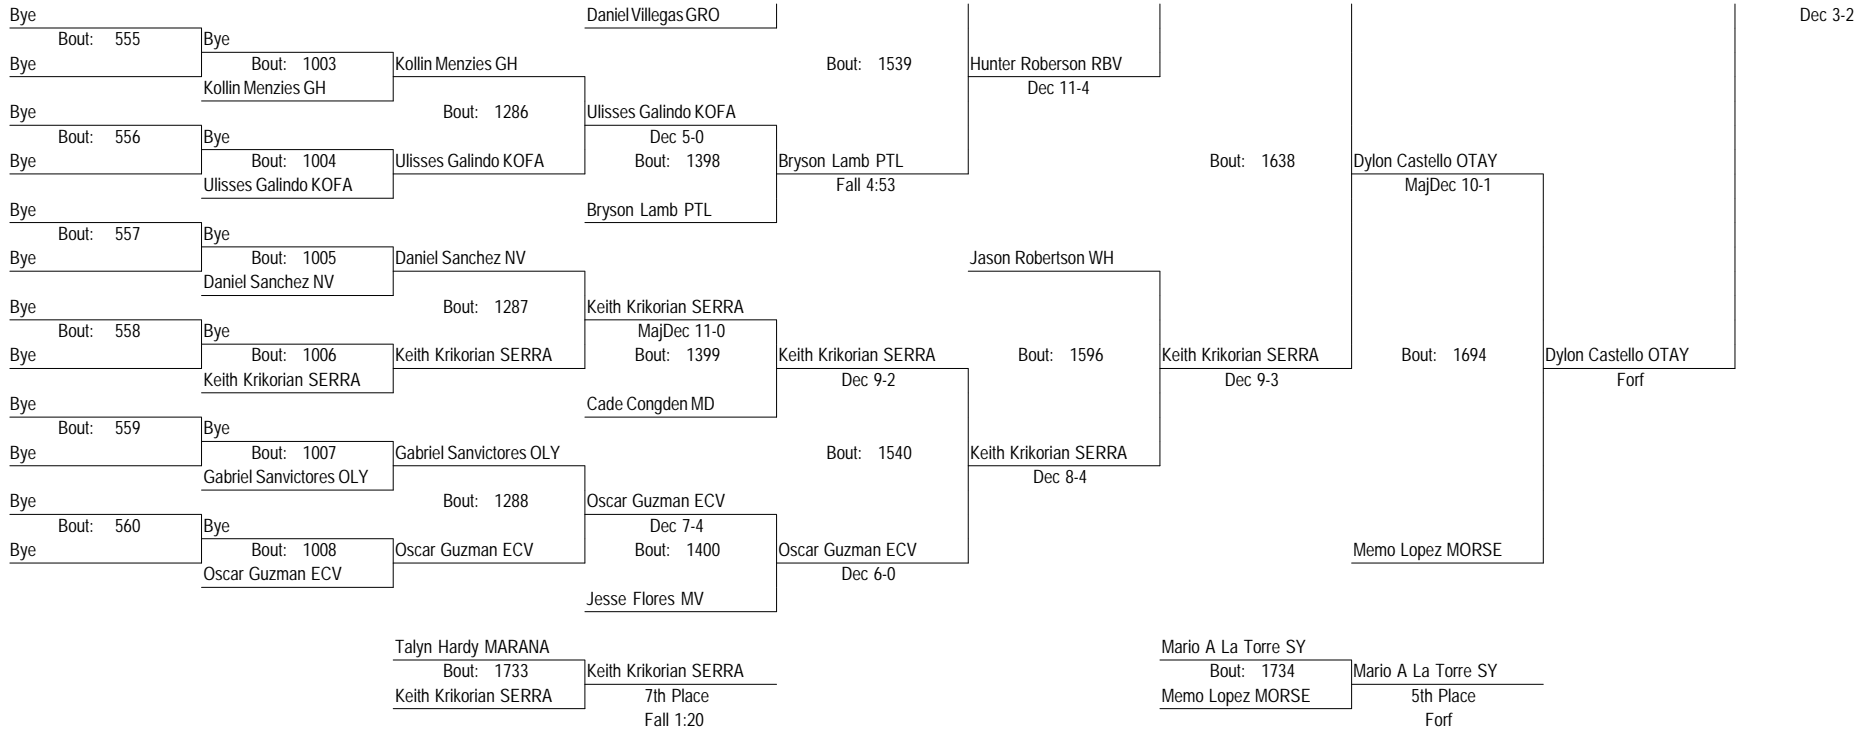 Bye Daniel Villegas GRO Dec 3-2
Bout: 555 Bye
Bye Bout: 1003 Kollin Menzies GH Bout: 1539 Hunter Roberson RBV
Kollin Menzies GH Dec 11-4
Bye Bout: 1286 Ulisses Galindo KOFA
Bout: 556 Bye Dec 5-0
Bye Bout: 1004 Ulisses Galindo KOFA Bout: 1398 Bryson Lamb PTL Bout: 1638 Dylon Castello OTAY
Ulisses Galindo KOFA Fall 4:53 MajDec 10-1
Bye Bryson Lamb PTL
Bout: 557 Bye
Bye Bout: 1005 Daniel Sanchez NV Jason Robertson WH
Daniel Sanchez NV
Bye Bout: 1287 Keith Krikorian SERRA
Bout: 558 Bye MajDec 11-0
Bye Bout: 1006 Keith Krikorian SERRA Bout: 1399 Keith Krikorian SERRA Bout: 1596 Keith Krikorian SERRA Bout: 1694 Dylon Castello OTAY
Keith Krikorian SERRA Dec 9-2 Dec 9-3 Forf
Bye Cade Congden MD
Bout: 559 Bye
Bye Bout: 1007 Gabriel Sanvictores OLY Bout: 1540 Keith Krikorian SERRA
Gabriel Sanvictores OLY Dec 8-4
Bye Bout: 1288 Oscar Guzman ECV
Bout: 560 Bye Dec 7-4
Bye Bout: 1008 Oscar Guzman ECV Bout: 1400 Oscar Guzman ECV Memo Lopez MORSE
Oscar Guzman ECV Dec 6-0
Jesse Flores MV
Talyn Hardy MARANA Mario A La Torre SY
Bout: 1733 Keith Krikorian SERRA Bout: 1734 Mario A La Torre SY
Keith Krikorian SERRA 7th Place Memo Lopez MORSE 5th Place
Fall 1:20 Forf